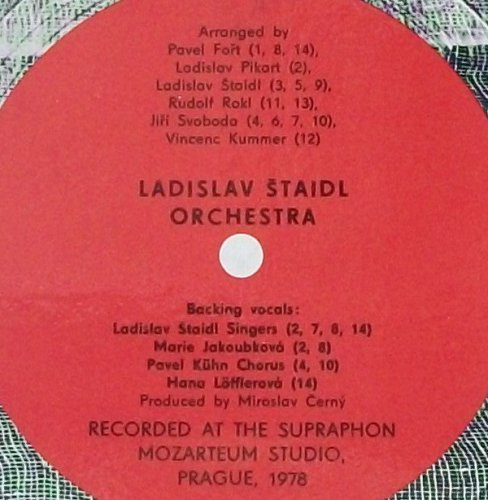 Arranged by
Pavel Fořt (1, 8, 14),
Ladislav Pikart (2),
Ladislav Štaidl (3, 5, 9),
Rudolf Rokl (11, 13),
Jiří Svoboda (4, 6, 7, 10),
Vincenc Kummer (12)
LADISLAV ŠTAIDL
ORCHESTRA
Backing vocals:
Ladislav Štaidl Singers (2, 7, 8, 14)
Marie Jakoubková (2, 8)
Pavel Kühn Chorus (4, 10)
Hana Löfflerová (14)
Produced by Miroslav Černý
RECORDED AT THE SUPRAPHON
MOZARTEUM STUDIO,
PRAGUE, 1978